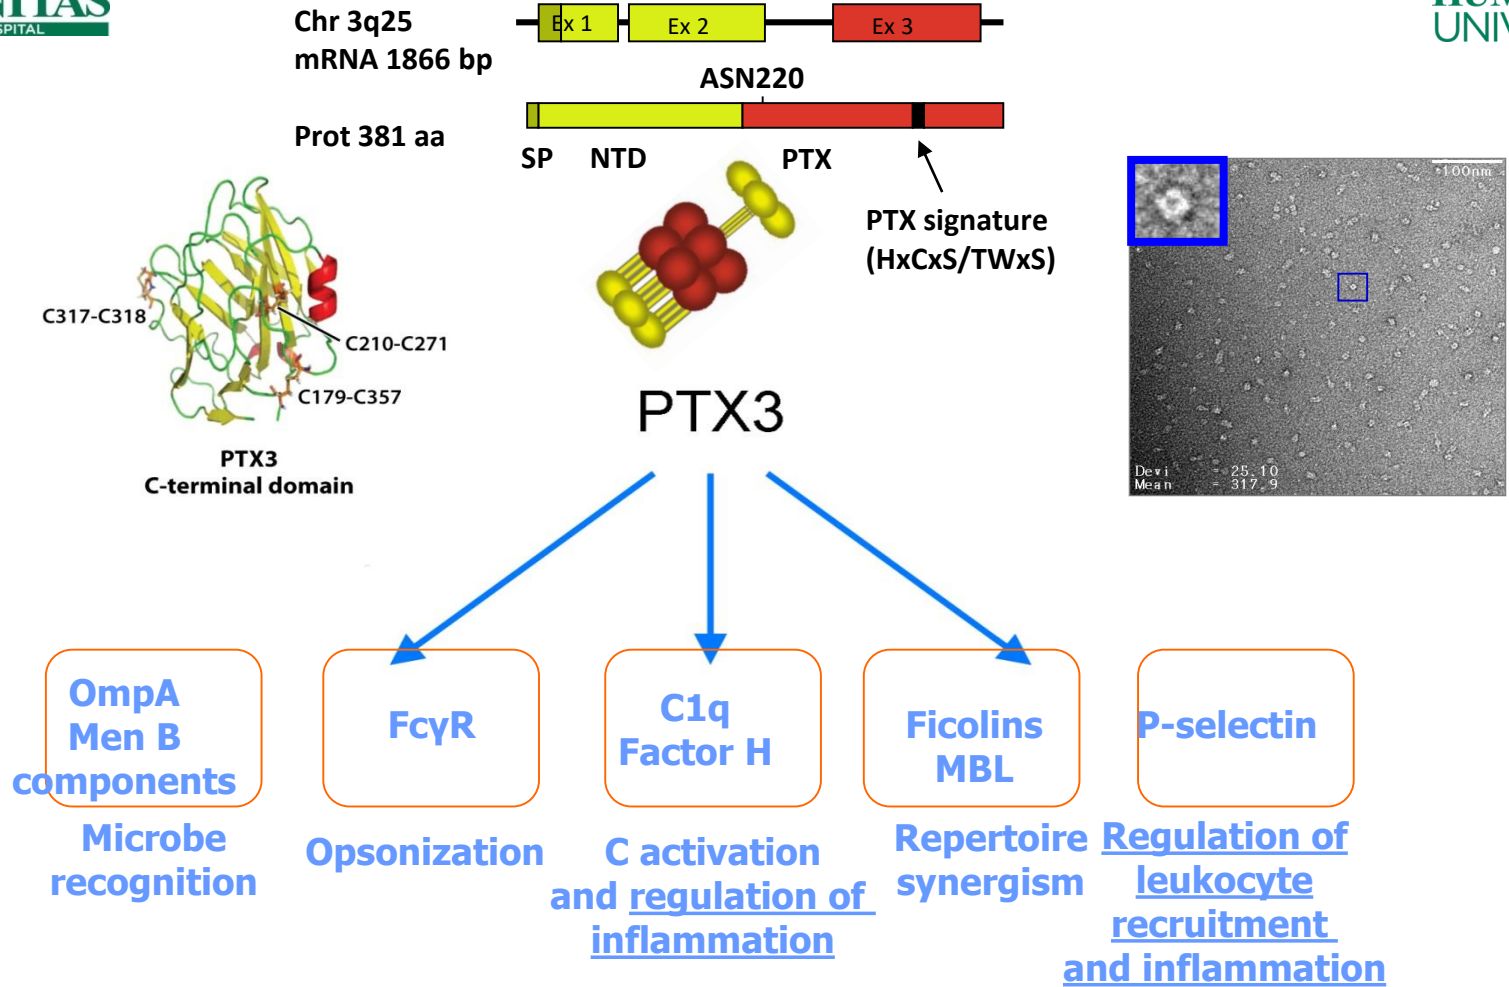 HOSPITAL
UNIV
Chr 3q25
mRNA 1866 bp
Ex 1
Ex 2
Ex 3
ASN220
Prot 381 aa
SP
NTD
PTX
PTX signature
(HxCxS/TWxS)
100nm
C317-C318
C210-C271
C179-C357
PTX3
C-terminal domain
PTX3
Devi = 25.10
Mean = 317.9
OmpA
Men B
components
FcγR
C1q
Factor H
Ficolins
MBL
P-selectin
Microbe
recognition
Opsonization
C activation
and regulation of
inflammation
Repertoire
synergism
Regulation of
leukocyte
recruitment
and inflammation